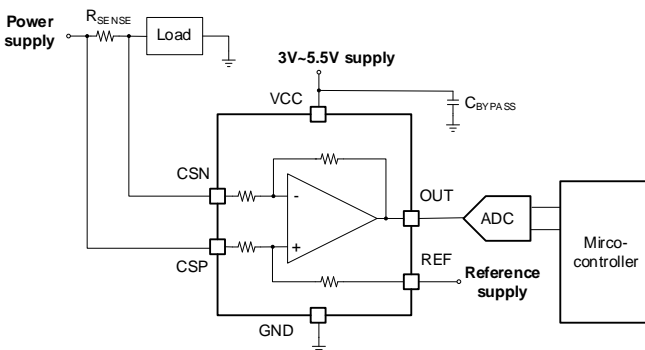 Power
supply
RSENSE
Load
3V~5.5V supply
VCC
CBYPASS
CSN
-
OUT
ADC
CSP
+
REF
Mirco-
controller
Reference
supply
GND